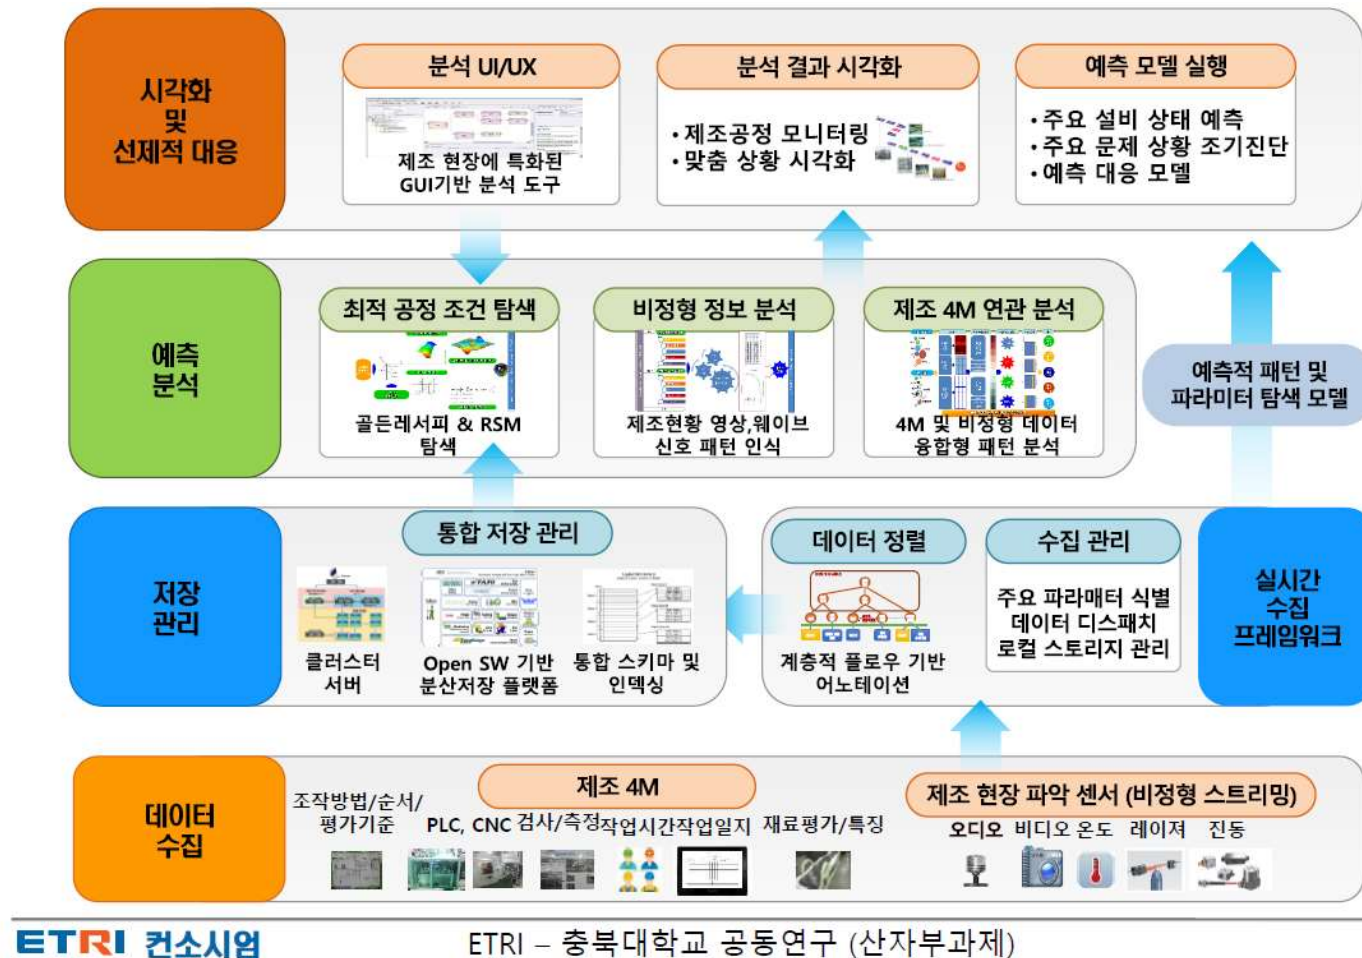 시각화
및
선제적 대응
분석 UI/UX
제조 현장에 특화된
GUI기반 분석 도구
분석 결과 시각화
• 제조공정 모니터링
• 맞춤 상황 시각화
예측 모델 실행
• 주요 설비 상태 예측
• 주요 문제 상황 조기진단
• 예측 대응 모델
예측
분석
최적 공정 조건 탐색
골든레서피 & RSM
탐색
비정형 정보 분석
제조현황 영상,웨이브
신호 패턴 인식
제조 4M 연관 분석
4M 및 비정형 데이터
융합형 패턴 분석
예측적 패턴 및
파라미터 탐색 모델
저장
관리
통합 저장 관리
클러스터
서버
Open SW 기반
분산저장 플랫폼
통합 스키마 및
인덱싱
데이터 정렬
계층적 플로우 기반
어노테이션
수집 관리
주요 파라매터 식별
데이터 디스패치
로컬 스토리지 관리
실시간
수집
프레임워크
데이터
수집
제조 4M
조작방법/순서/
평가기준
PLC, CNC 검사/측정 작업시간 작업일지 재료평가/특징
제조 현장 파악 센서 (비정형 스트리밍)
오디오 비디오 온도 레이져 진동
ETRI 컨소시엄
ETRI – 충북대학교 공동연구 (산자부과제)